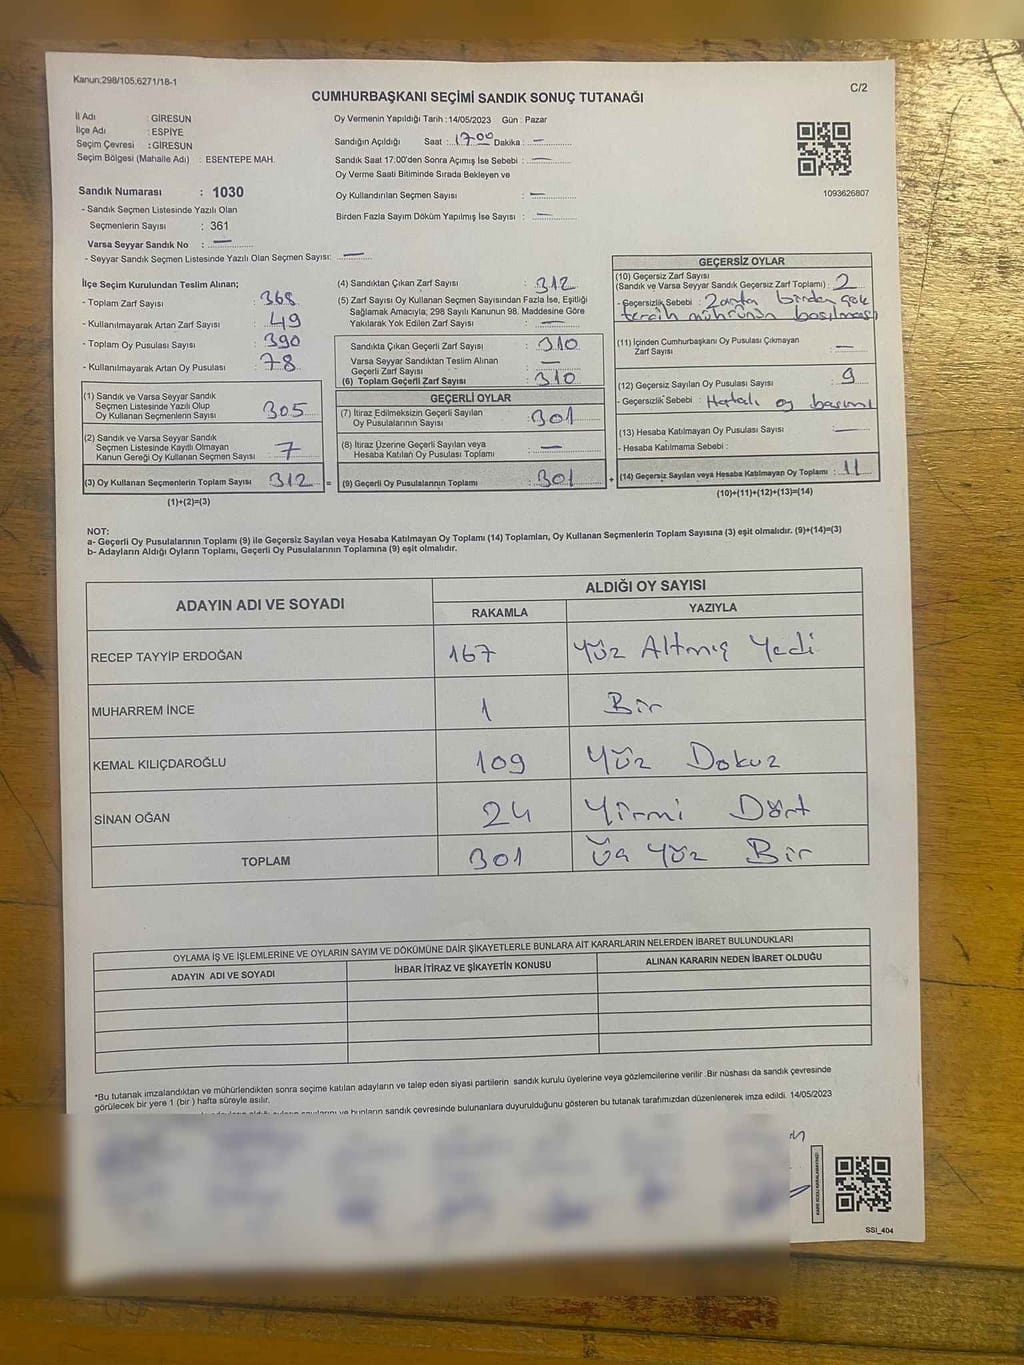 Kanun;298/105,6271/18-1
C/2
CUMHURBAŞKANI SEÇİMİ SANDIK SONUÇ TUTANAĞI
İl Adı : GİRESUN
İlçe Adı : ESPİYE
Seçim Çevresi : GİRESUN
Seçim Bölgesi (Mahalle Adı) : ESENTEPE MAH.
Sandık Numarası : 1030
- Sandık Seçmen Listesinde Yazılı Olan
Seçmenlerin Sayısı : 361
Varsa Seyyar Sandık No : —
- Seyyar Sandık Seçmen Listesinde Yazılı Olan Seçmen Sayısı: —
Oy Vermenin Yapıldığı Tarih :14/05/2023 Gün : Pazar
Sandığın Açıldığı Saat : 17:00 Dakika : —
Sandık Saat 17:00'den Sonra Açımış İse Sebebi : —
Oy Verme Saati Bitiminde Sırada Bekleyen ve
Oy Kullandırılan Seçmen Sayısı : —
Birden Fazla Sayım Döküm Yapılmış İse Sayısı : —
1093626807
İlçe Seçim Kurulundan Teslim Alınan;
- Toplam Zarf Sayısı : 368
- Kullanılmayarak Artan Zarf Sayısı : 49
- Toplam Oy Pusulası Sayısı : 390
- Kullanılmayarak Artan Oy Pusulası : 78
(1) Sandık ve Varsa Seyyar Sandık
Seçmen Listesinde Yazılı Olup
Oy Kullanan Seçmenlerin Sayısı : 305
(2) Sandık ve Varsa Seyyar Sandık
Seçmen Listesinde Kayıtlı Olmayan
Kanun Gereği Oy Kullanan Seçmen Sayısı : 7
(3) Oy Kullanan Seçmenlerin Toplam Sayısı : 312 =
(1)+(2)=(3)
(4) Sandıktan Çıkan Zarf Sayısı : 312
(5) Zarf Sayısı Oy Kullanan Seçmen Sayısından Fazla İse, Eşitliği
Sağlamak Amacıyla; 298 Sayılı Kanunun 98. Maddesine Göre
Yakılarak Yok Edilen Zarf Sayısı : —
Sandıkta Çıkan Geçerli Zarf Sayısı : 310
Varsa Seyyar Sandıktan Teslim Alınan
Geçerli Zarf Sayısı : —
(6) Toplam Geçerli Zarf Sayısı : 310
GEÇERLİ OYLAR
(7) İtiraz Edilmeksizin Geçerli Sayılan
Oy Pusulalarının Sayısı : 301
(8) İtiraz Üzerine Geçerli Sayılan veya
Hesaba Katılan Oy Pusulası Toplamı : —
(9) Geçerli Oy Pusulalarının Toplamı : 301 +
GEÇERSİZ OYLAR
(10) Geçersiz Zarf Sayısı
(Sandık ve Varsa Seyyar Sandık Geçersiz Zarf Toplamı) : 2
- Geçersizlik Sebebi : 2 zarfta birden çok
tercih mührünün basılması
(11) İçinden Cumhurbaşkanı Oy Pusulası Çıkmayan
Zarf Sayısı : —
(12) Geçersiz Sayılan Oy Pusulası Sayısı : 9
- Geçersizlik Sebebi : Hatalı oy basımı
(13) Hesaba Katılmayan Oy Pusulası Sayısı : —
- Hesaba Katılmama Sebebi :
(14) Geçersiz Sayılan veya Hesaba Katılmayan Oy Toplamı : 11
(10)+(11)+(12)+(13)=(14)
NOT:
a- Geçerli Oy Pusulalarının Toplamı (9) ile Geçersiz Sayılan veya Hesaba Katılmayan Oy Toplamı (14) Toplamları, Oy Kullanan Seçmenlerin Toplam Sayısına (3) eşit olmalıdır. (9)+(14)=(3)
b- Adayların Aldığı Oyların Toplamı, Geçerli Oy Pusulalarının Toplamına (9) eşit olmalıdır.
ADAYIN ADI VE SOYADI
ALDIĞI OY SAYISI
RAKAMLA YAZIYLA
RECEP TAYYİP ERDOĞAN 167 Yüz Altmış Yedi
MUHARREM İNCE 1 Bir
KEMAL KILIÇDAROĞLU 109 Yüz Dokuz
SİNAN OĞAN 24 Yirmi Dört
TOPLAM 301 Üç Yüz Bir
OYLAMA İŞ VE İŞLEMLERİNE VE OYLARIN SAYIM VE DÖKÜMÜNE DAİR ŞİKAYETLERLE BUNLARA AİT KARARLARIN NELERDEN İBARET BULUNDUKLARI
ADAYIN ADI VE SOYADI İHBAR İTİRAZ VE ŞİKAYETİN KONUSU ALINAN KARARIN NEDEN İBARET OLDUĞU
*Bu tutanak imzalandıktan ve mühürlendikten sonra seçime katılan adayların ve talep eden siyasi partilerin sandık kurulu üyelerine veya gözlemcilerine verilir .Bir nüshası da sandık çevresinde
görülecek bir yere 1 (bir ) hafta süreyle asılır.
ve bunların sandık çevresinde bulunanlara duyurulduğunu gösteren bu tutanak tarafımızdan düzenlenerek imza edildi. 14/05/2023
KARE KODU KARALAMAYINIZ!
SSI_404